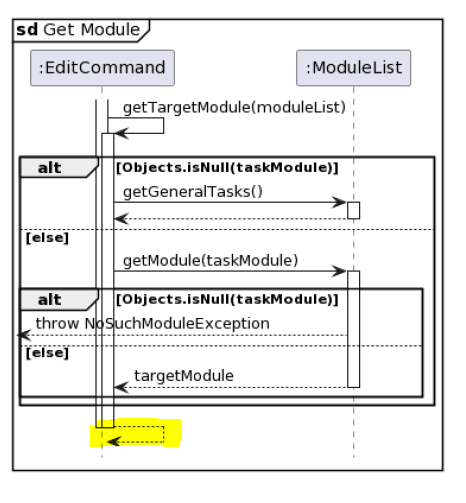 sd Get Module
:EditCommand :ModuleList
getTargetModule(moduleList)
alt [Objects.isNull(taskModule)]
getGeneralTasks()
[else]
getModule(taskModule)
alt [Objects.isNull(taskModule)]
throw NoSuchModuleException
[else]
targetModule